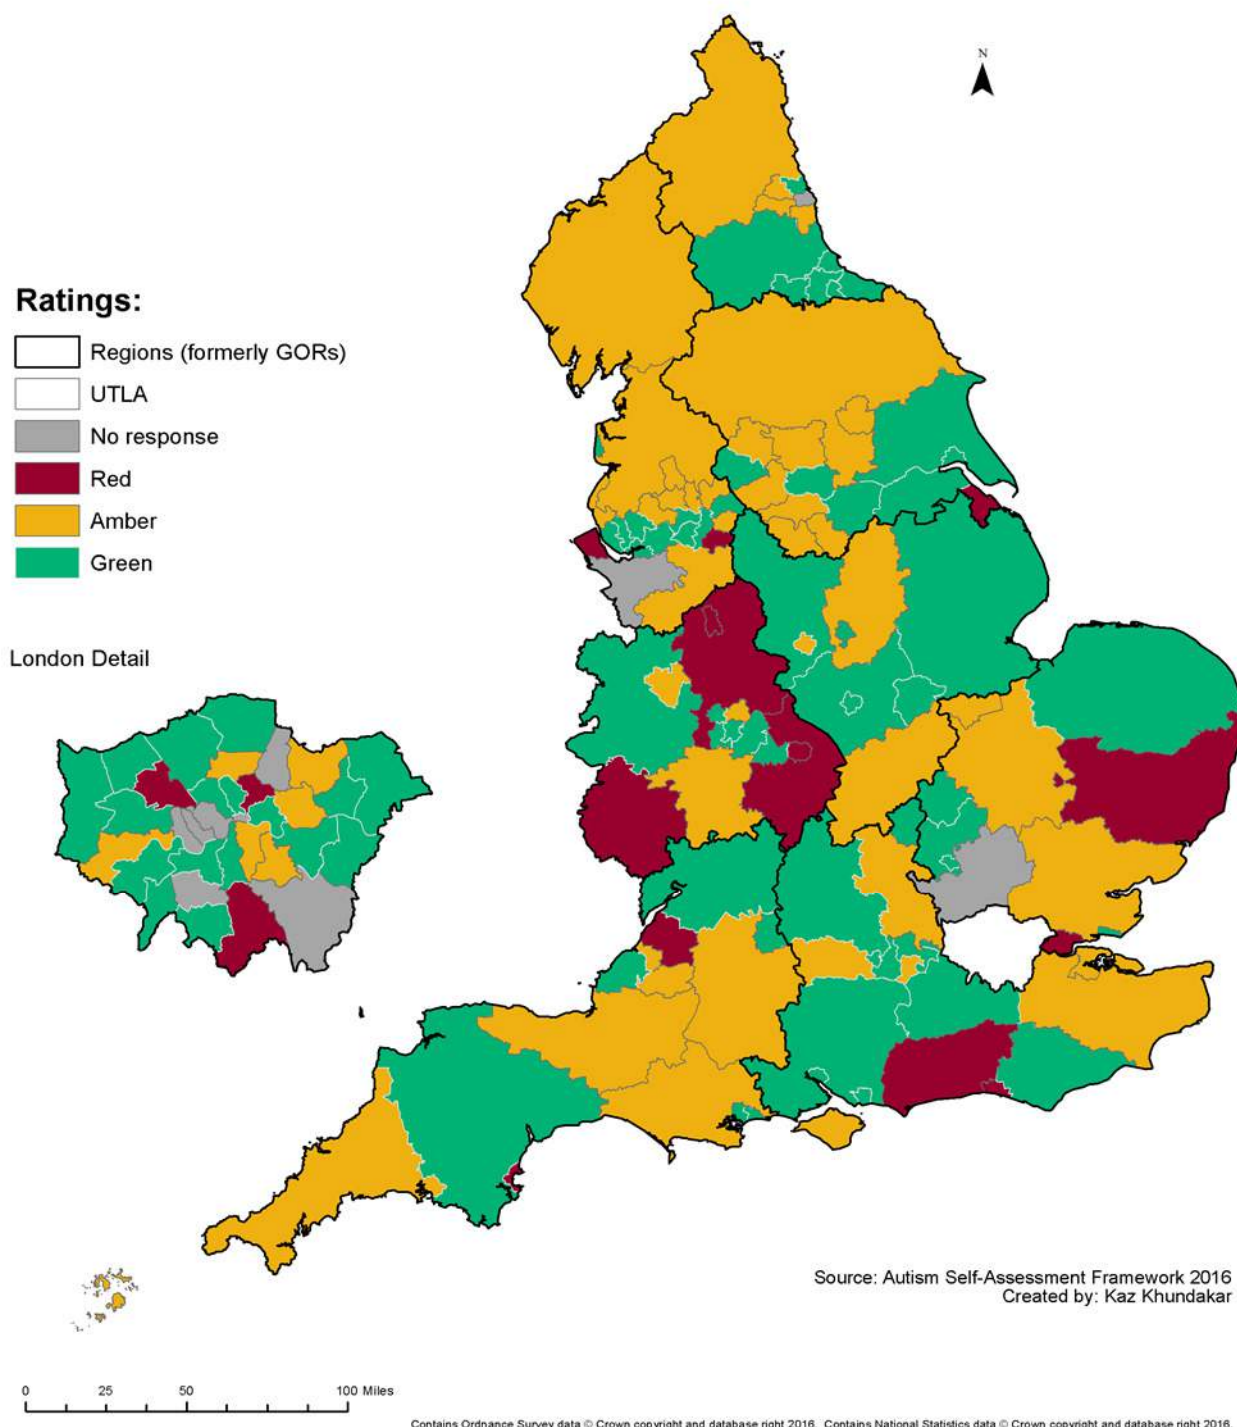 N
Ratings:
Regions (formerly GORs)
UTLA
No response
Red
Amber
Green
London Detail
Source: Autism Self-Assessment Framework 2016
Created by: Kaz Khundakar
0 25 50 100 Miles
Contains Ordnance Survey data © Crown copyright and database right 2016. Contains National Statistics data © Crown copyright and database right 2016